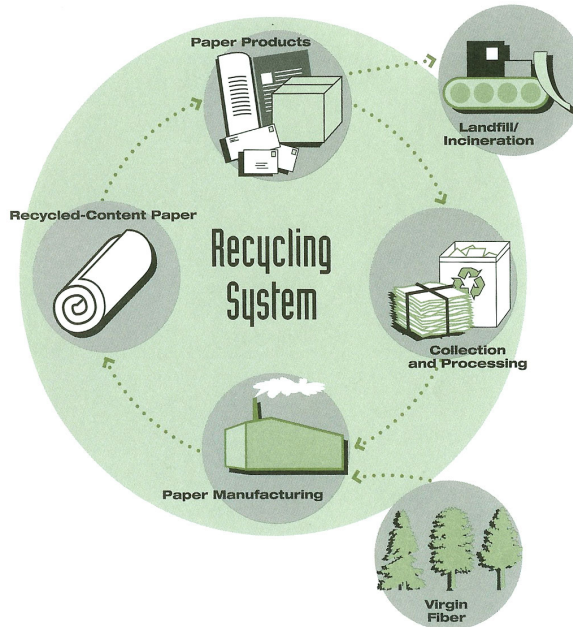 Paper Products
Landfill/
Incineration
Recycled-Content Paper
Recycling
System
Collection
and Processing
Paper Manufacturing
Virgin
Fiber